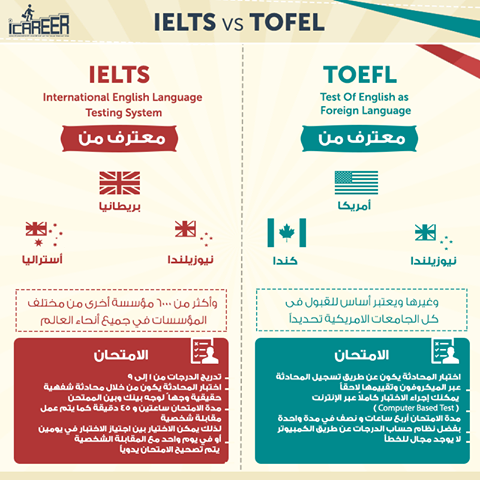 iCAREER
IELTS vs TOFEL
IELTS
International English Language
Testing System
معترف من
بريطانيا
أستراليا
نيوزيلندا
وأكثر من ٦٠٠٠ مؤسسة أخرى من مختلف
المؤسسات في جميع أنحاء العالم
الامتحان
تدريج الدرجات من ١ إلى ٩
اختبار المحادثة يكون من خلال محادثة شفهية
حقيقية وجهاً لوجه بينك وبين الممتحن
مدة الامتحان ساعتين و ٤٥ دقيقة كما يتم عمل
مقابلة شخصية
لذلك يمكن الاختيار بين اجتياز الاختبار في يومين
أو في يوم واحد مع المقابلة الشخصية
يتم تصحيح الامتحان يدوياً
TOEFL
Test Of English as
Foreign Language
معترف من
أمريكا
كندا
نيوزيلندا
وغيرها ويعتبر أساس للقبول فى
كل الجامعات الامريكية تحديداً
الامتحان
اختبار المحادثة يكون عن طريق تسجيل المحادثة
عبر الميكروفون وتقييمها لاحقاً
يمكنك إجراء الاختبار كاملاً عبر الإنترنت
( Computer Based Test )
مدة الامتحان أربع ساعات و نصف في مدة واحدة
بفضل نظام حساب الدرجات عن طريق الكمبيوتر
لا يوجد مجال للخطأ